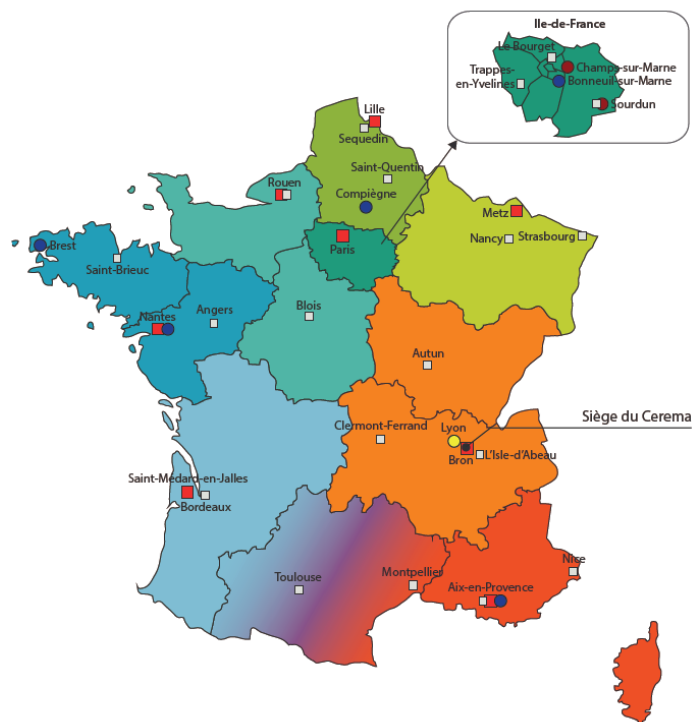 Ile-de-France
Le Bourget
Champs-sur-Marne
Trappes-
en-Yvelines
Bonneuil-sur-Marne
Sourdun
Lille
Sequedin
Saint-Quentin
Rouen
Compiègne
Metz
Paris
Nancy
Strasbourg
Brest
Saint-Brieuc
Angers
Blois
Nantes
Autun
Siège du Cerema
Clermont-Ferrand
Lyon
Bron
L'Isle-d'Abeau
Saint-Médard-en-Jalles
Bordeaux
Nice
Toulouse
Montpellier
Aix-en-Provence